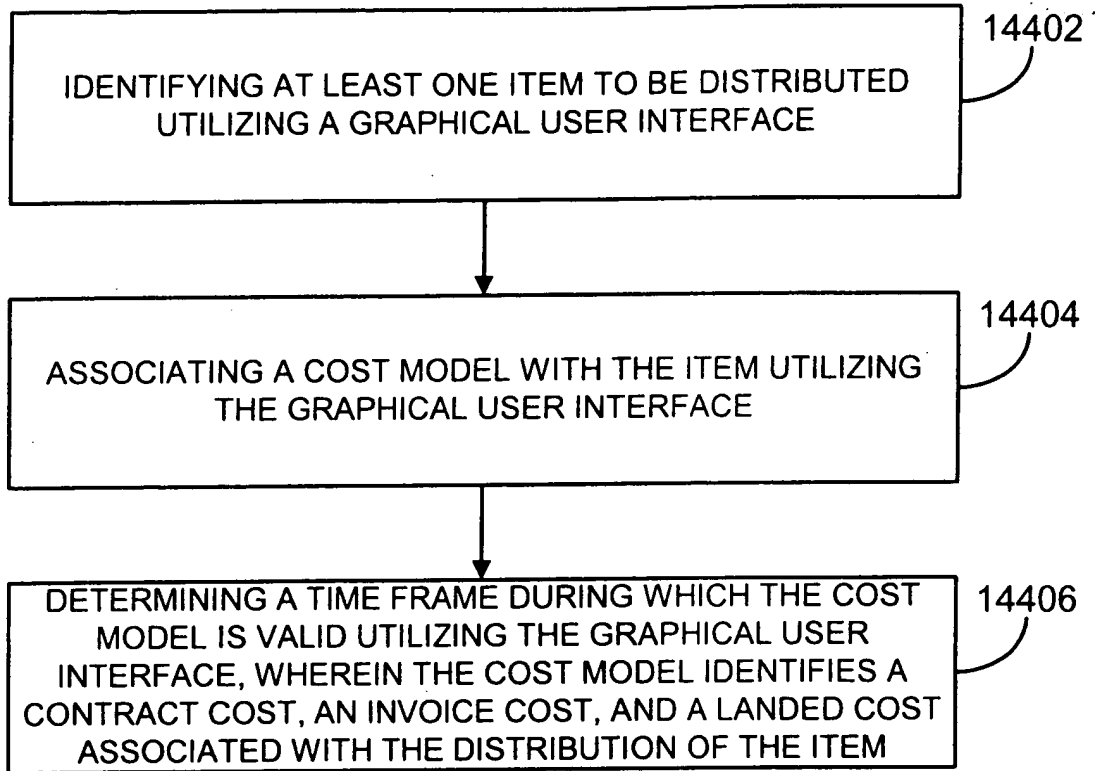 14402
IDENTIFYING AT LEAST ONE ITEM TO BE DISTRIBUTED
UTILIZING A GRAPHICAL USER INTERFACE
14404
ASSOCIATING A COST MODEL WITH THE ITEM UTILIZING
THE GRAPHICAL USER INTERFACE
14406
DETERMINING A TIME FRAME DURING WHICH THE COST
MODEL IS VALID UTILIZING THE GRAPHICAL USER
INTERFACE, WHEREIN THE COST MODEL IDENTIFIES A
CONTRACT COST, AN INVOICE COST, AND A LANDED COST
ASSOCIATED WITH THE DISTRIBUTION OF THE ITEM